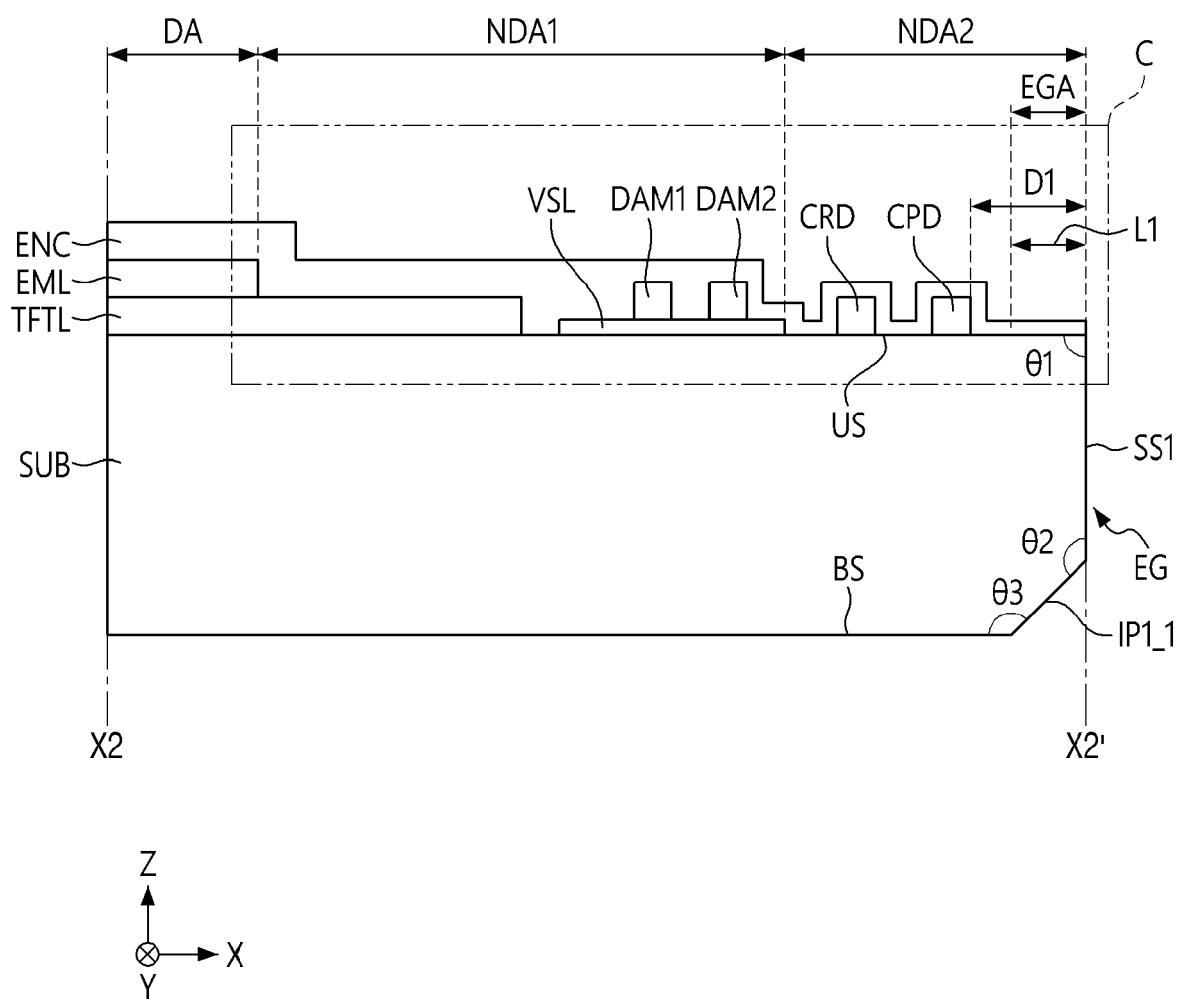 DA NDA1 NDA2
C
EGA
D1
VSL DAM1 DAM2 CRD CPD L1
ENC
EML
TFTL
θ1
US
SUB SS1
θ2
EG
BS θ3
IP1_1
X2 X2'
Z
X
Y